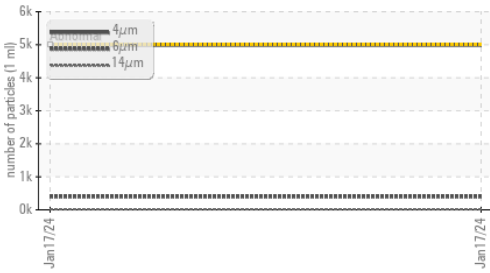 6k
5k
4k
3k
2k
1k
0k
number of particles (1 ml)
Abnormal
4µm
6µm
14µm
Jan17/24
Jan17/24